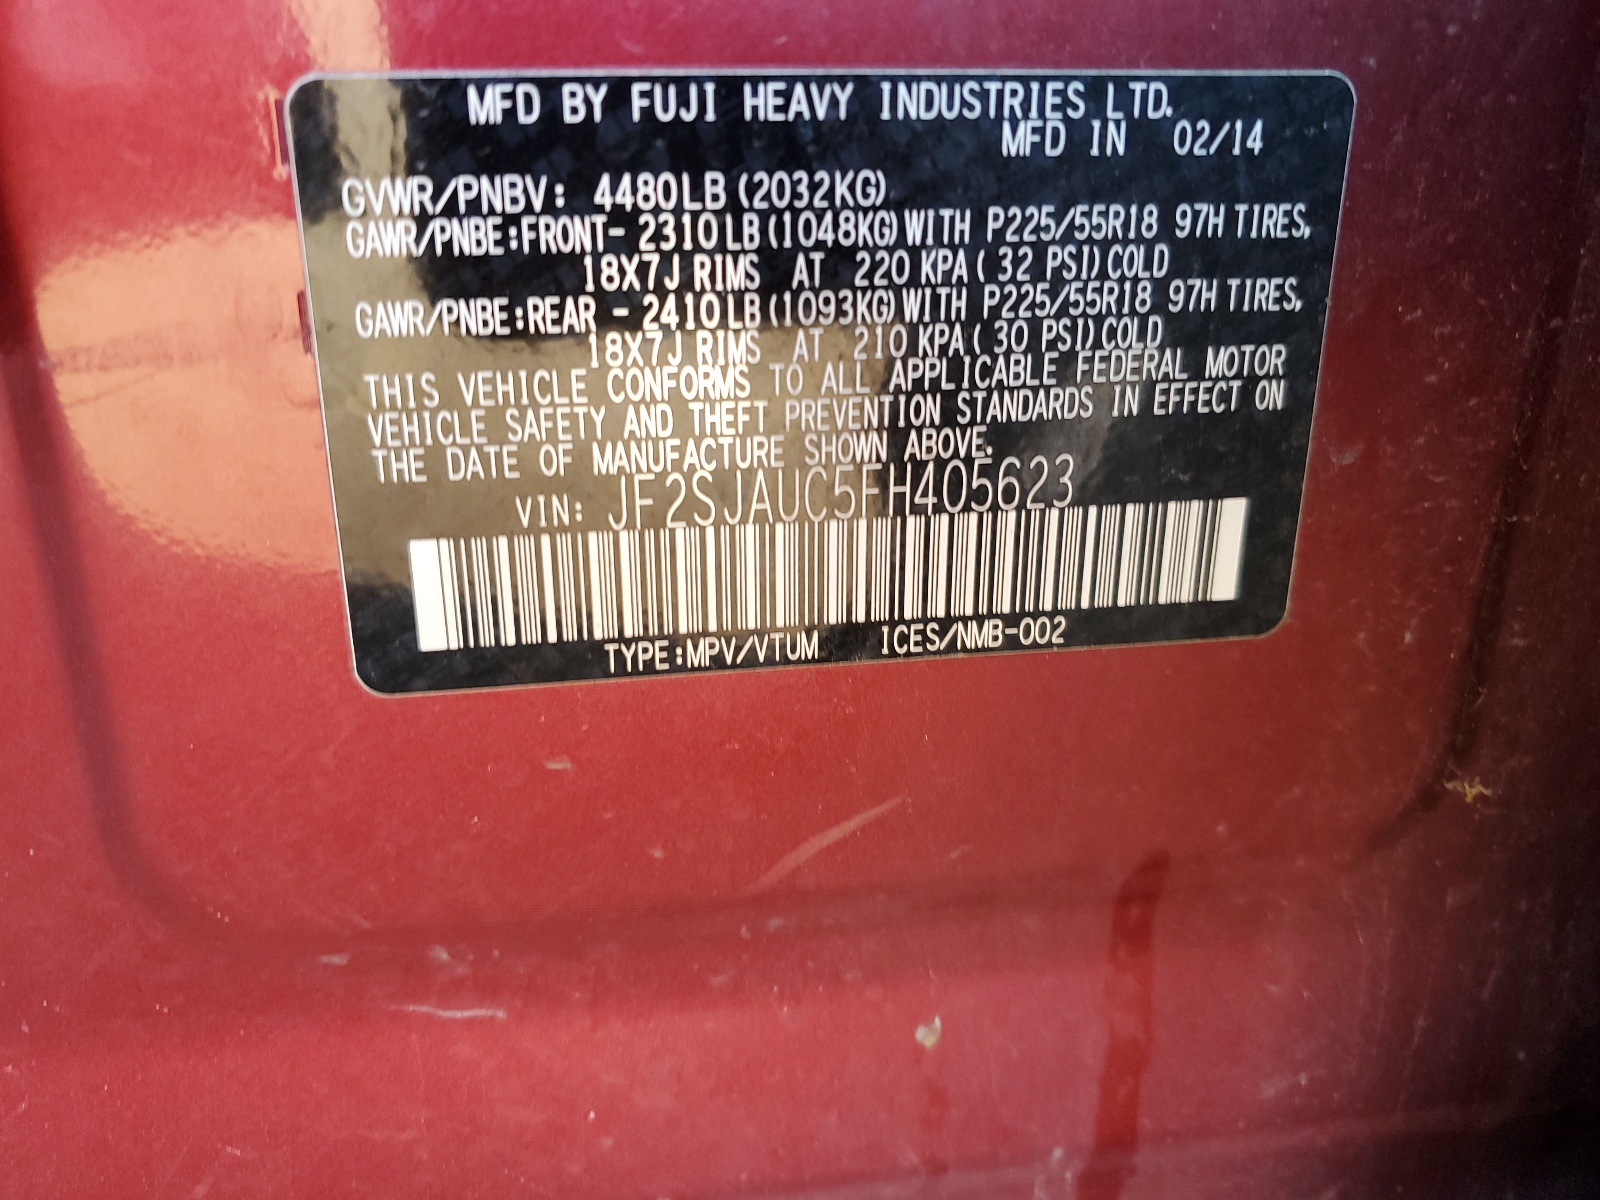 MFD BY FUJI HEAVY INDUSTRIES LTD.
MFD IN 02/14
GVWR/PNBV: 4480LB (2032KG)
GAWR/PNBE:FRONT- 2310LB (1048KG) WITH P225/55R18 97H TIRES,
18X7J RIMS AT 220 KPA ( 32 PSI) COLD
GAWR/PNBE:REAR - 2410LB (1093KG) WITH P225/55R18 97H TIRES,
18X7J RIMS AT 210 KPA ( 30 PSI) COLD
THIS VEHICLE CONFORMS TO ALL APPLICABLE FEDERAL MOTOR
VEHICLE SAFETY AND THEFT PREVENTION STANDARDS IN EFFECT ON
THE DATE OF MANUFACTURE SHOWN ABOVE.
VIN: JF2SJAUC5FH405623
TYPE:MPV/VTUM ICES/NMB-002